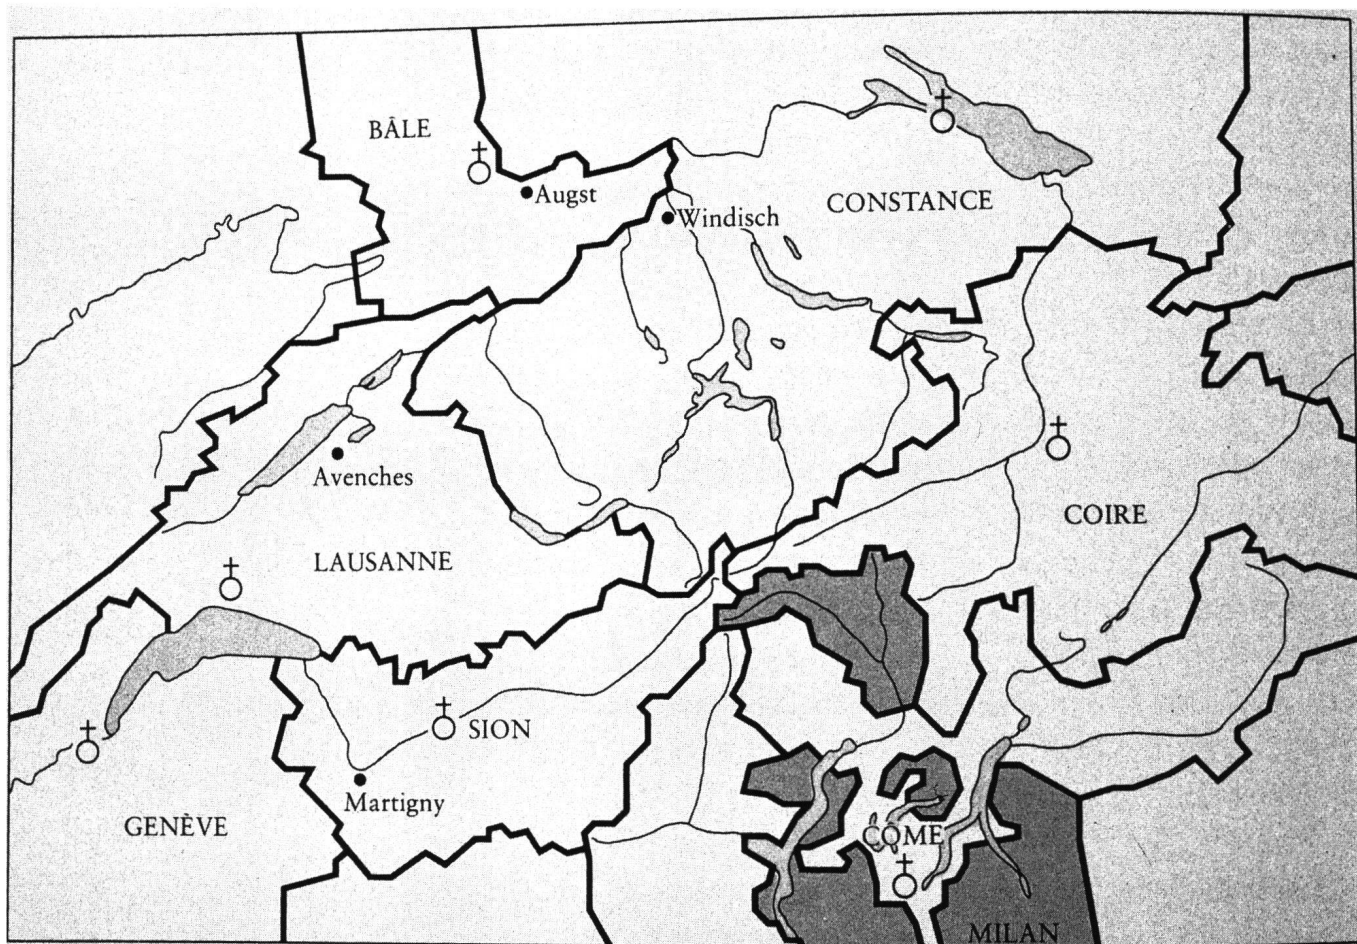 BÂLE
Augst
Windisch
CONSTANCE
Avenches
LAUSANNE
COIRE
SION
Martigny
GENÈVE
CÔME
MILAN